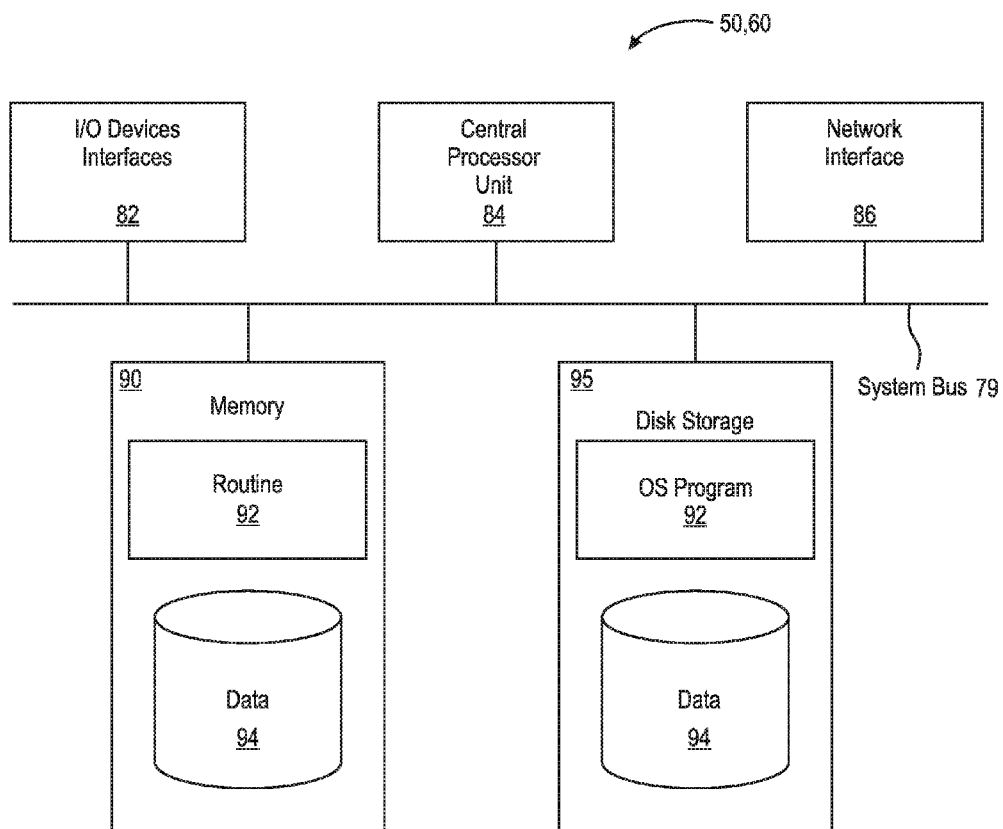 50,60
I/O Devices
Interfaces
82
Central
Processor
Unit
84
Network
Interface
86
System Bus 79
90
Memory
Routine
92
Data
94
95
Disk Storage
OS Program
92
Data
94